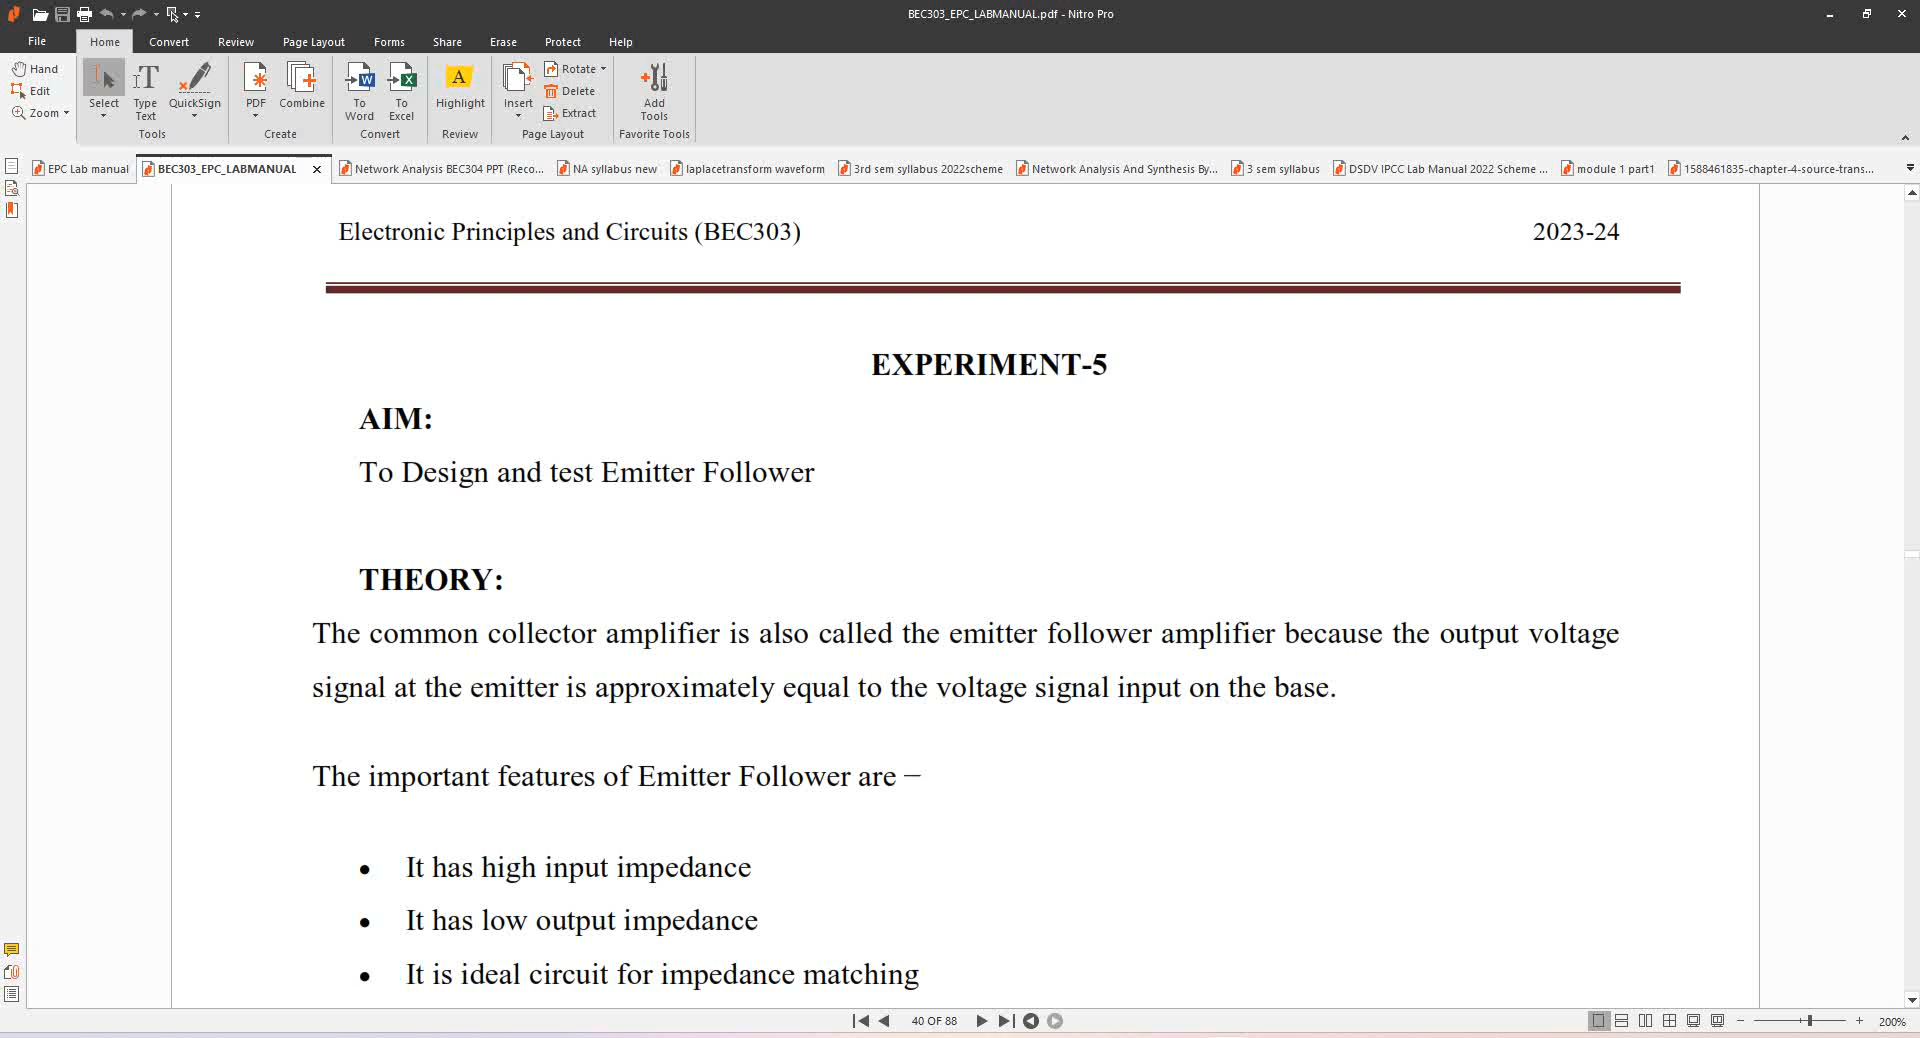 BEC303_EPC_LABMANUAL.pdf - Nitro Pro
File Home Convert Review Page Layout Forms Share Erase Protect Help
Hand
Edit
Zoom
Select
Type Text
QuickSign
Tools
PDF
Combine
Create
To Word
To Excel
Convert
Highlight
Review
Insert
Rotate
Delete
Extract
Page Layout
Add Tools
Favorite Tools
EPC Lab manual BEC303_EPC_LABMANUAL Network Analysis BEC304 PPT (Reco... NA syllabus new laplacetransform waveform 3rd sem syllabus 2022scheme Network Analysis And Synthesis By... 3 sem syllabus DSDV IPCC Lab Manual 2022 Scheme ... module 1 part1 1588461835-chapter-4-source-trans...
Electronic Principles and Circuits (BEC303) 2023-24
EXPERIMENT-5
AIM:
To Design and test Emitter Follower
THEORY:
The common collector amplifier is also called the emitter follower amplifier because the output voltage
signal at the emitter is approximately equal to the voltage signal input on the base.
The important features of Emitter Follower are −
• It has high input impedance
• It has low output impedance
• It is ideal circuit for impedance matching
40 OF 88
200%